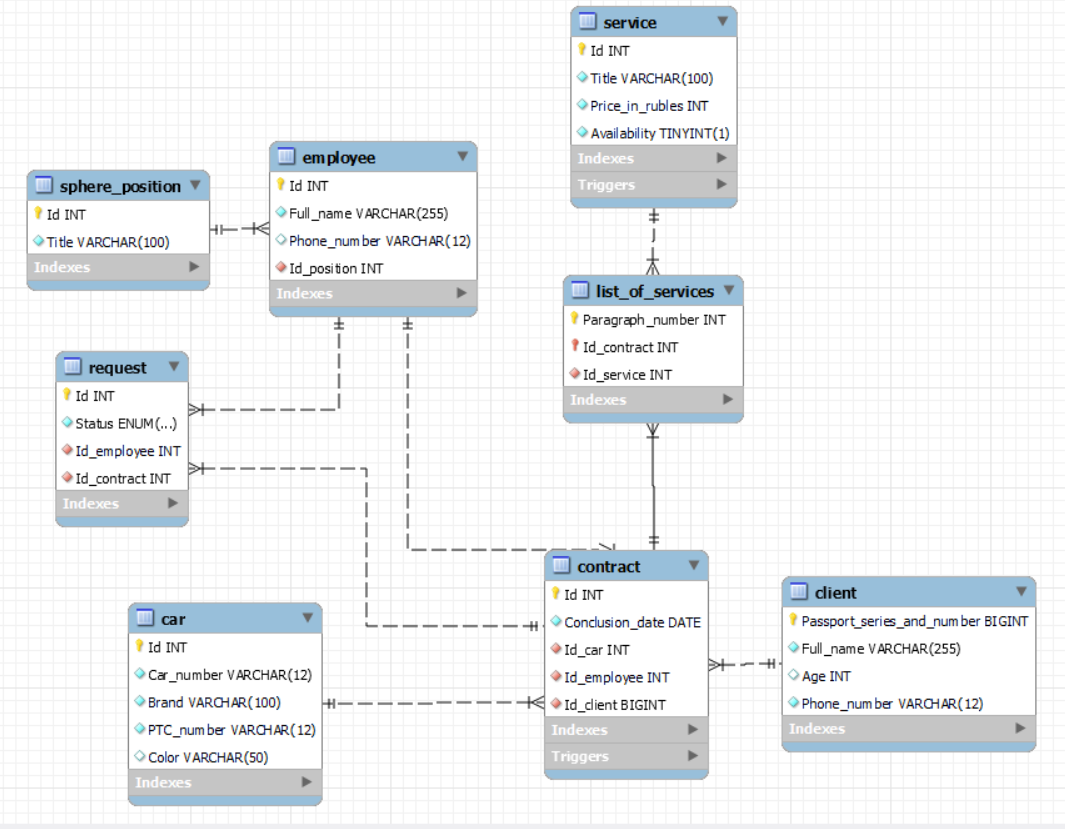 service
Id INT
Title VARCHAR(100)
Price_in_rubles INT
Availability TINYINT(1)
Indexes
Triggers
employee
Id INT
Full_name VARCHAR(255)
Phone_number VARCHAR(12)
Id_position INT
Indexes
sphere_position
Id INT
Title VARCHAR(100)
Indexes
list_of_services
Paragraph_number INT
Id_contract INT
Id_service INT
Indexes
request
Id INT
Status ENUM(...)
Id_employee INT
Id_contract INT
Indexes
contract
Id INT
Conclusion_date DATE
Id_car INT
Id_employee INT
Id_client BIGINT
Indexes
Triggers
client
Passport_series_and_number BIGINT
Full_name VARCHAR(255)
Age INT
Phone_number VARCHAR(12)
Indexes
car
Id INT
Car_number VARCHAR(12)
Brand VARCHAR(100)
PTC_number VARCHAR(12)
Color VARCHAR(50)
Indexes